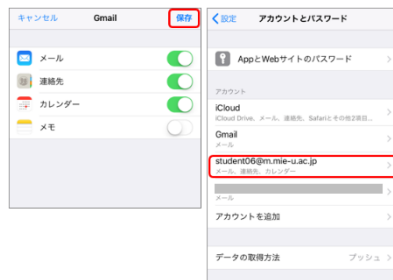 キャンセル Gmail 保存
メール
連絡先
カレンダー
メモ
設定 アカウントとパスワード
AppとWebサイトのパスワード
アカウント
iCloud
iCloud Drive、メール、連絡先、Safariとその他2項目...
Gmail
メール
student06@m.mie-u.ac.jp
メール、連絡先、カレンダー
メール
アカウントを追加
データの取得方法 プッシュ